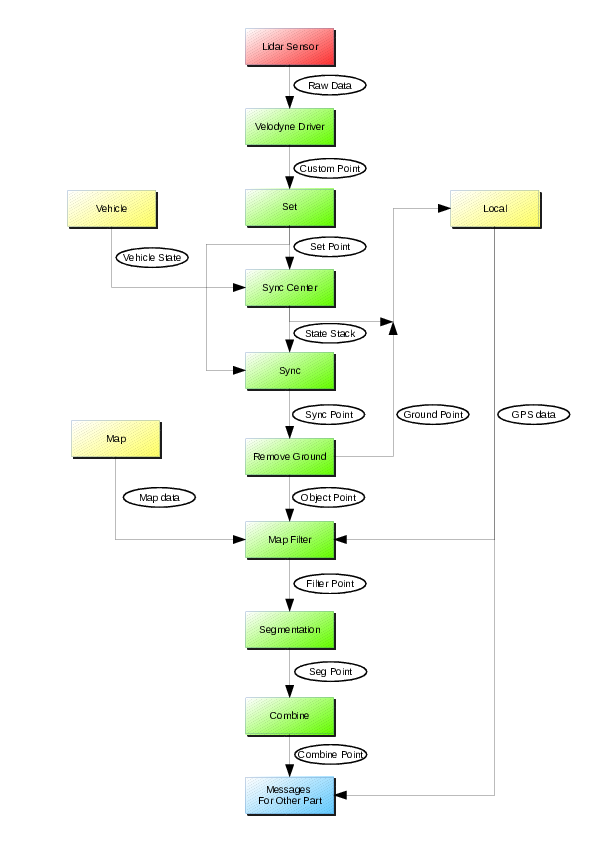 Lidar Sensor
Raw Data
Velodyne Driver
Custom Point
Vehicle
Set
Local
Set Point
Vehicle State
Sync Center
State Stack
Sync
Sync Point
Ground Point
GPS data
Map
Remove Ground
Map data
Object Point
Map Filter
Filter Point
Segmentation
Seg Point
Combine
Combine Point
Messages
For Other Part